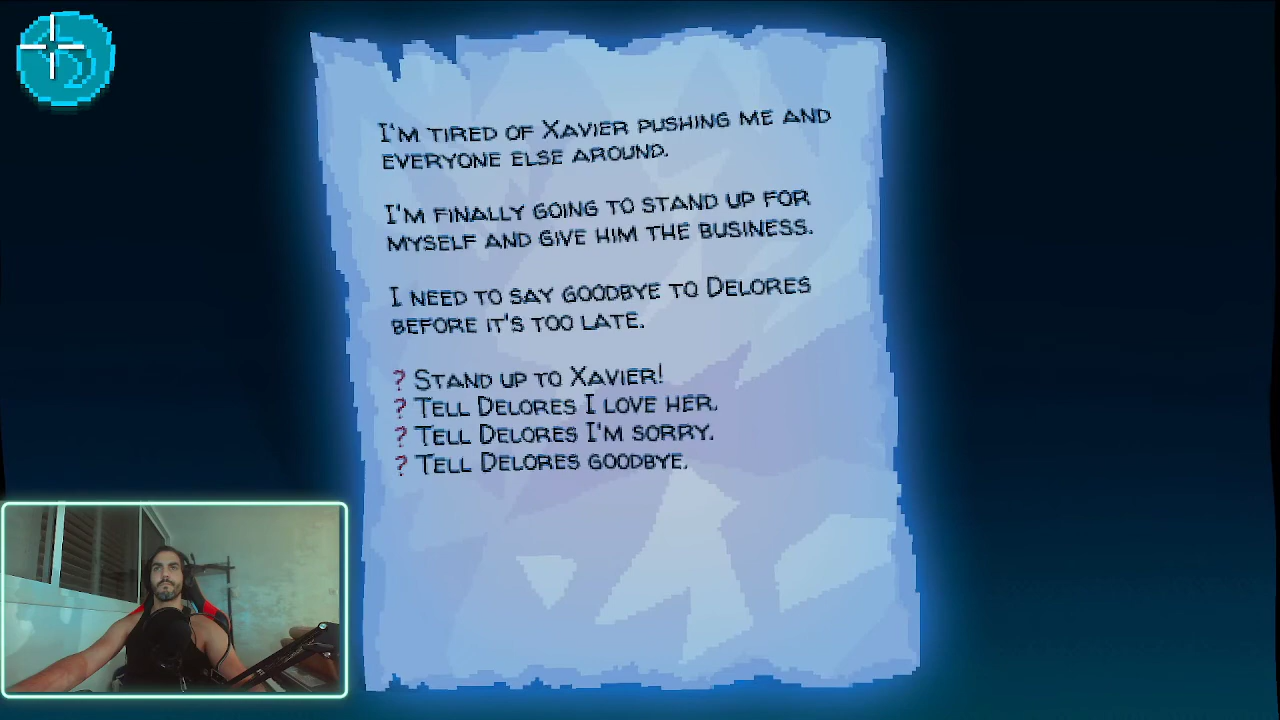 I'm tired of Xavier pushing me and
everyone else around.
I'm finally going to stand up for
myself and give him the business.
I need to say goodbye to Delores
before it's too late.
? Stand up to Xavier!
? Tell Delores I love her.
? Tell Delores I'm sorry.
? Tell Delores goodbye.